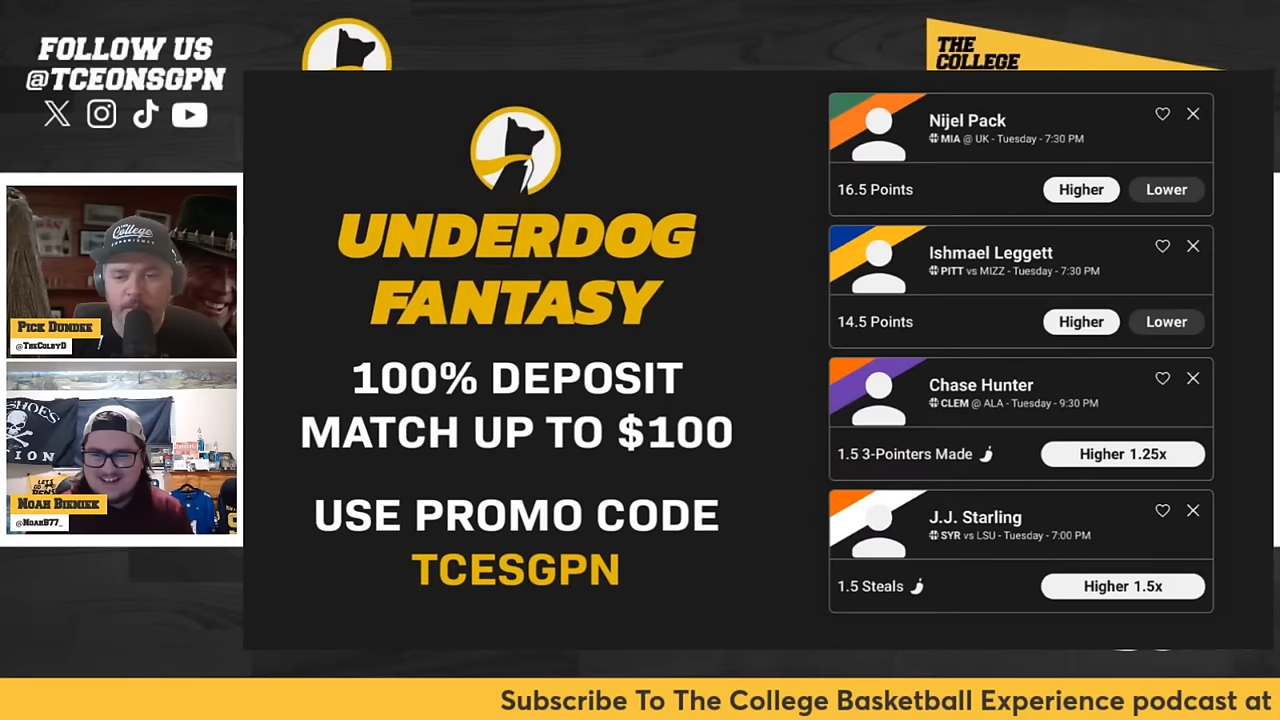 FOLLOW US
@TCEONSGPN
THE
COLLEGE
College
EXPERIENCE
PICK DUNDEE
@THECOLBYD
NOAH BIENIEK
@NOAHB77_
UNDERDOG
FANTASY
100% DEPOSIT
MATCH UP TO $100
USE PROMO CODE
TCESGPN
Nijel Pack
MIA @ UK - Tuesday - 7:30 PM
16.5 Points
Higher
Lower
Ishmael Leggett
PITT vs MIZZ - Tuesday - 7:30 PM
14.5 Points
Higher
Lower
Chase Hunter
CLEM @ ALA - Tuesday - 9:30 PM
1.5 3-Pointers Made
Higher 1.25x
J.J. Starling
SYR vs LSU - Tuesday - 7:00 PM
1.5 Steals
Higher 1.5x
Subscribe To The College Basketball Experience podcast at